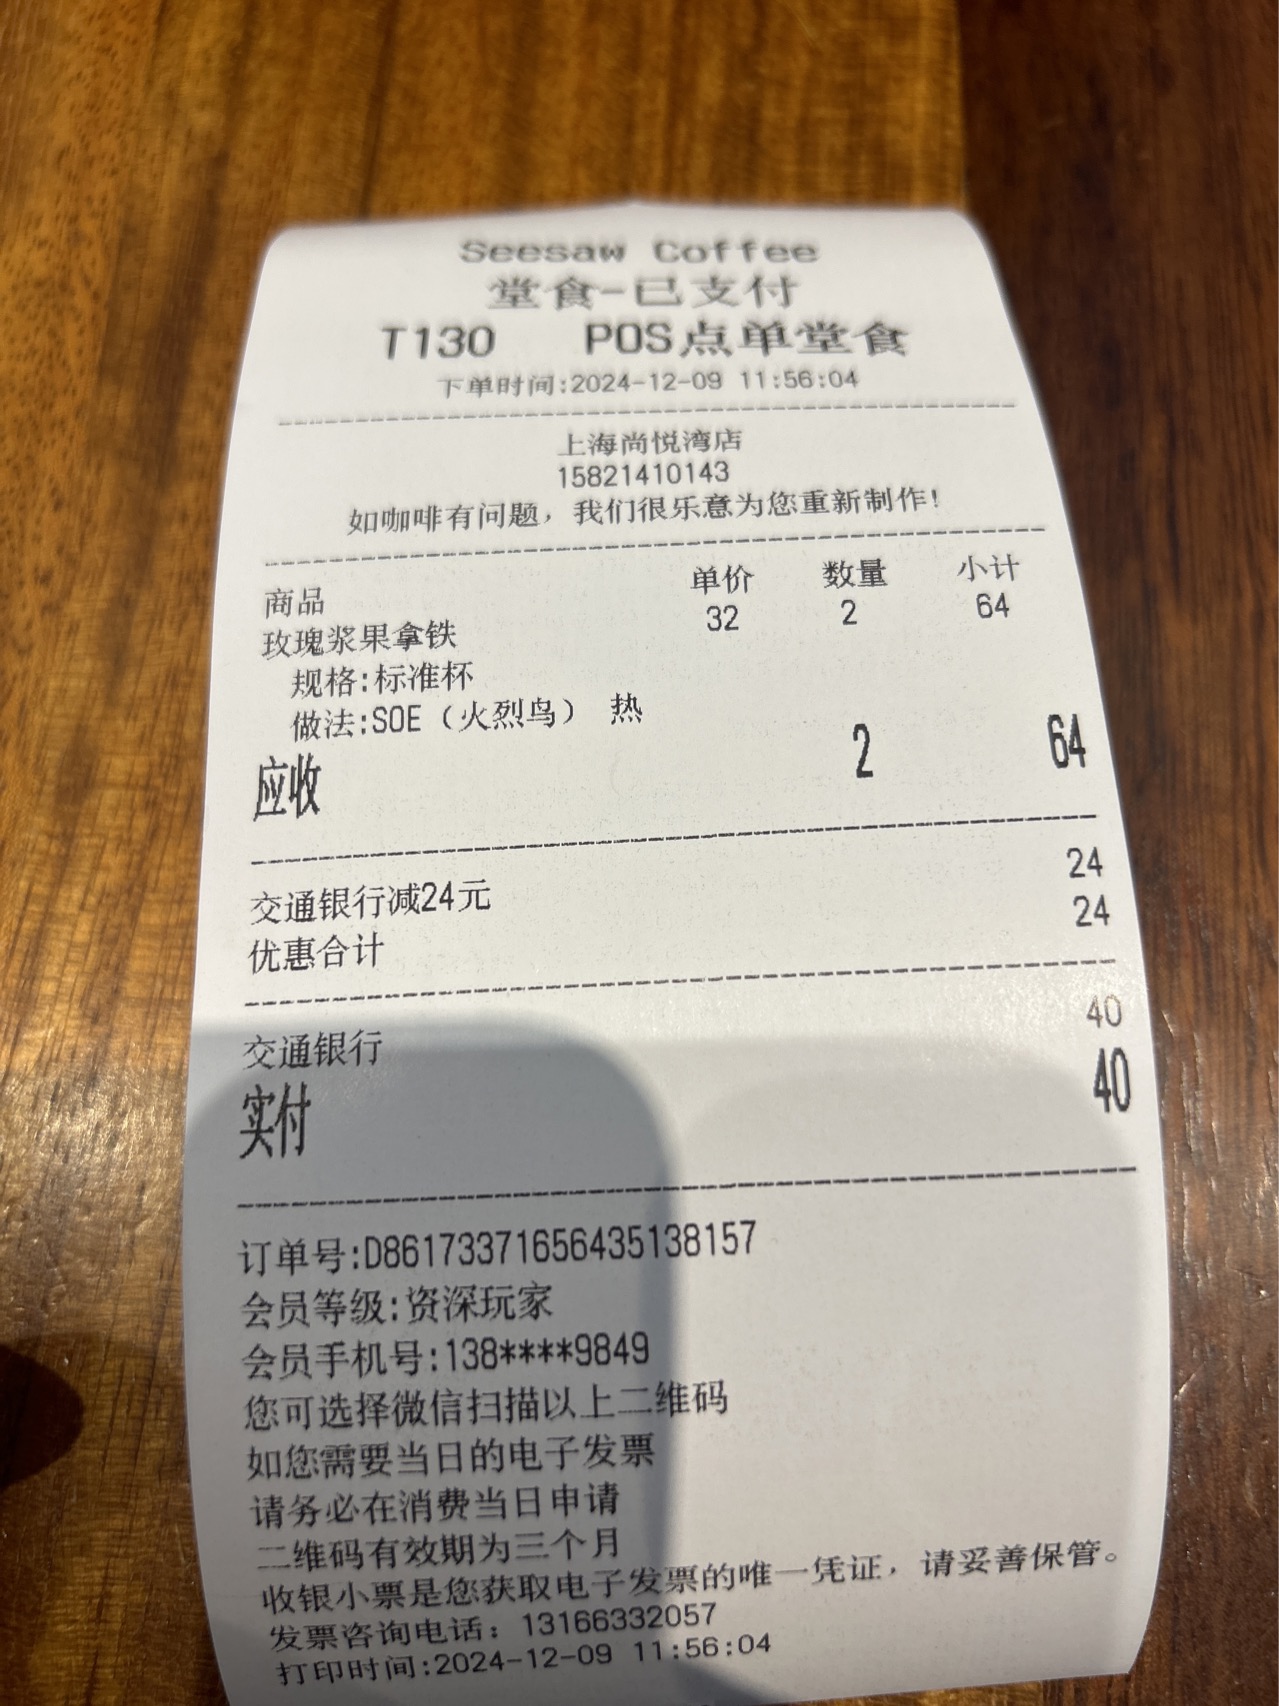 Seesaw Coffee
堂食-已支付
T130 POS点单堂食
下单时间:2024-12-09 11:56:04
上海尚悦湾店
15821410143
如咖啡有问题，我们很乐意为您重新制作!
商品 单价 数量 小计
玫瑰浆果拿铁 32 2 64
规格:标准杯
做法:SOE（火烈鸟） 热
应收 2 64
交通银行减24元 24
优惠合计 24
交通银行 40
实付 40
订单号:D861733716564351381​57
会员等级:资深玩家
会员手机号:138****9849
您可选择微信扫描以上二维码
如您需要当日的电子发票
请务必在消费当日申请
二维码有效期为三个月
收银小票是您获取电子发票的唯一凭证，请妥善保管。
发票咨询电话：13166332057
打印时间:2024-12-09 11:56:04